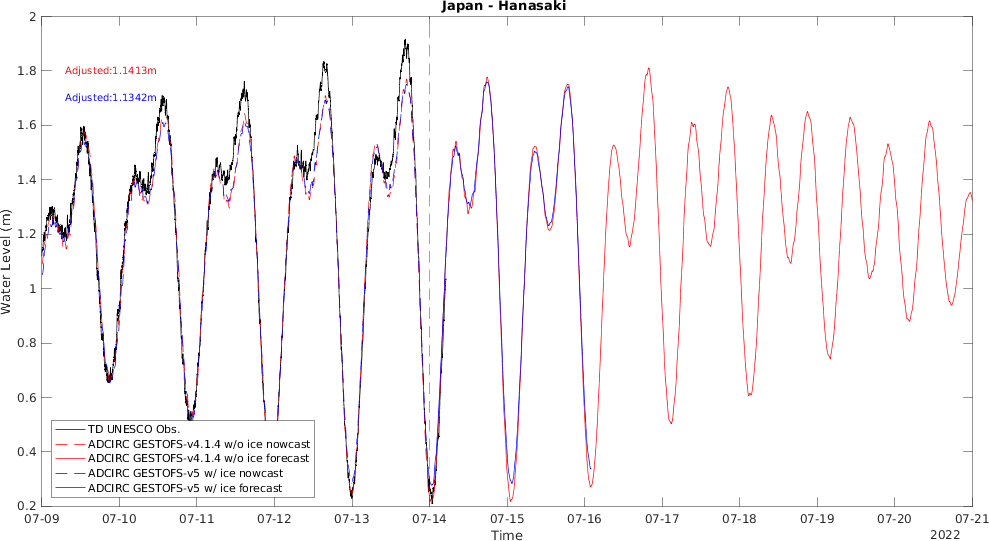 Japan - Hanasaki
2
1.8
1.6
1.4
1.2
1
0.8
0.6
0.4
0.2
Water Level (m)
Adjusted:1.1413m
Adjusted:1.1342m
TD UNESCO Obs.
ADCIRC GESTOFS-v4.1.4 w/o ice nowcast
ADCIRC GESTOFS-v4.1.4 w/o ice forecast
ADCIRC GESTOFS-v5 w/ ice nowcast
ADCIRC GESTOFS-v5 w/ ice forecast
07-09 07-10 07-11 07-12 07-13 07-14 07-15 07-16 07-17 07-18 07-19 07-20 07-21
Time
2022